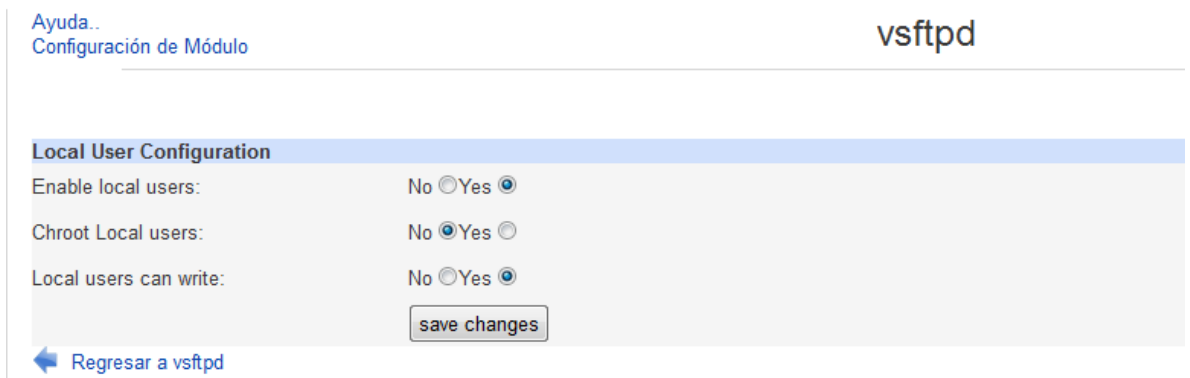 Ayuda..
Configuración de Módulo
vsftpd
Local User Configuration
Enable local users: No Yes
Chroot Local users: No Yes
Local users can write: No Yes
save changes
Regresar a vsftpd